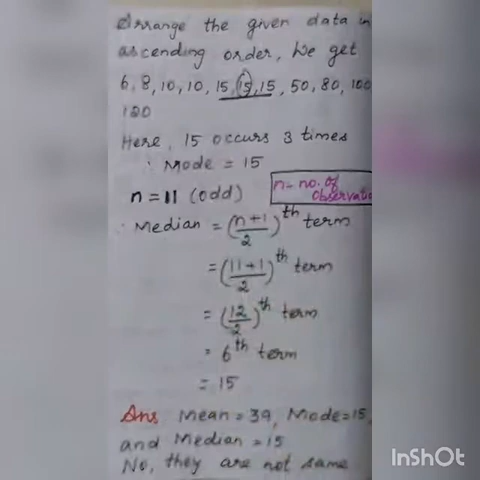 Arrange the given data in
ascending order, We get
6, 8, 10, 10, 15, 15, 15, 50, 80, 100
120
Here, 15 occurs 3 times
∴ Mode = 15
n = 11 (odd)
n - no. of
observatio
∴ Median = (n+1/2)th term
= (11+1/2)th term
= (12/2)th term
= 6th term
= 15
Ans Mean = 39, Mode = 15,
and Median = 15
No, they are not same
InShOt